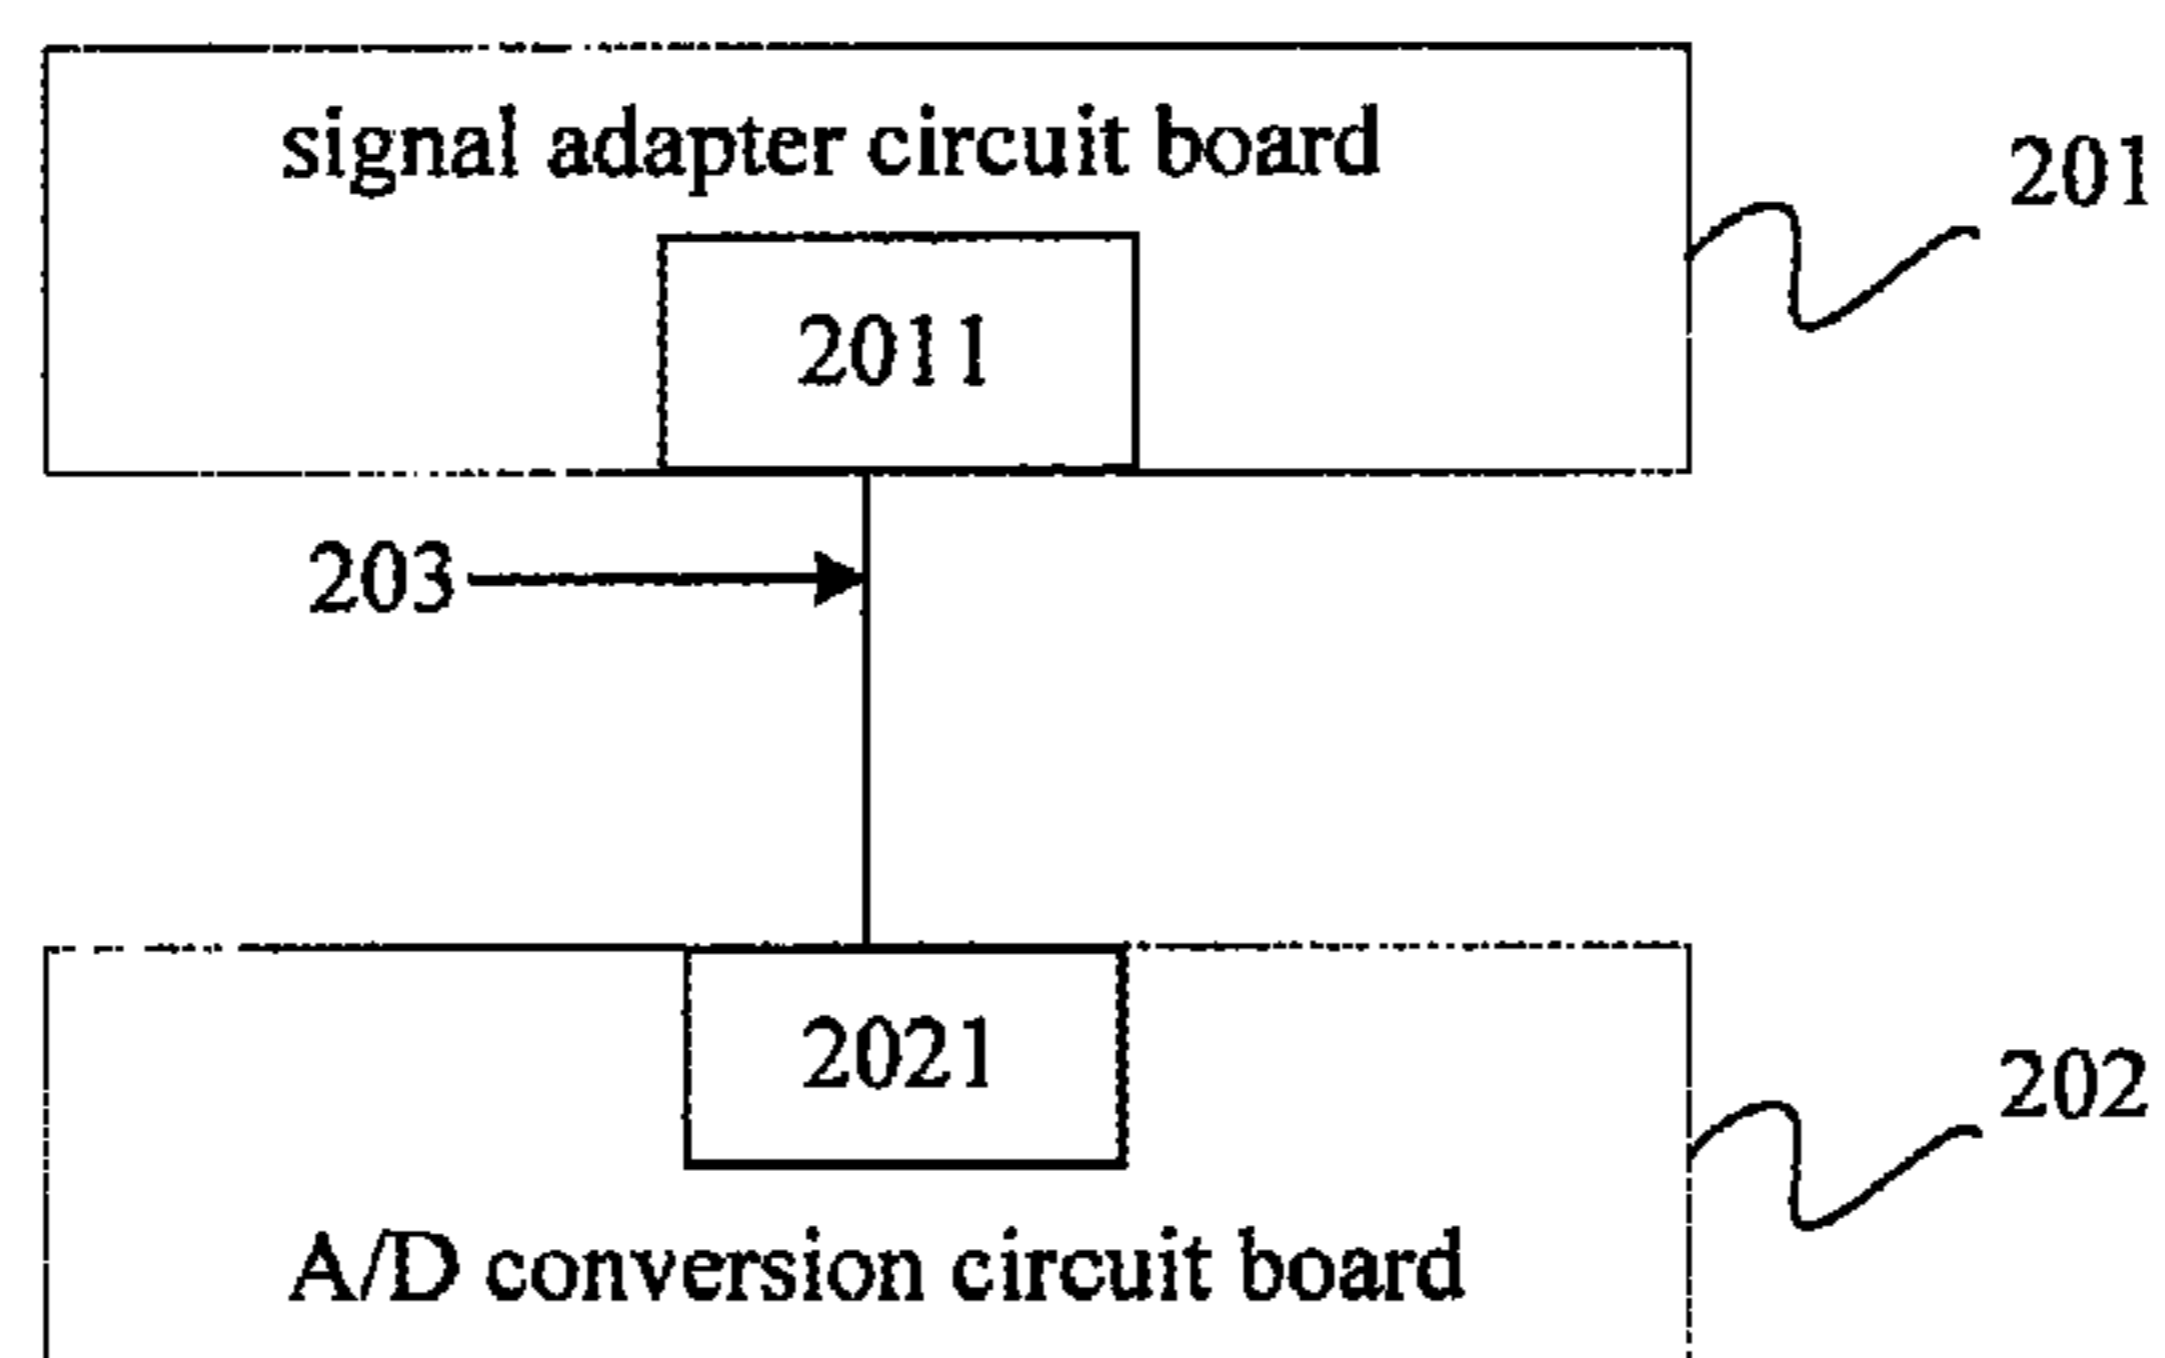 signal adapter circuit board
201
2011
203
2021
202
A/D conversion circuit board